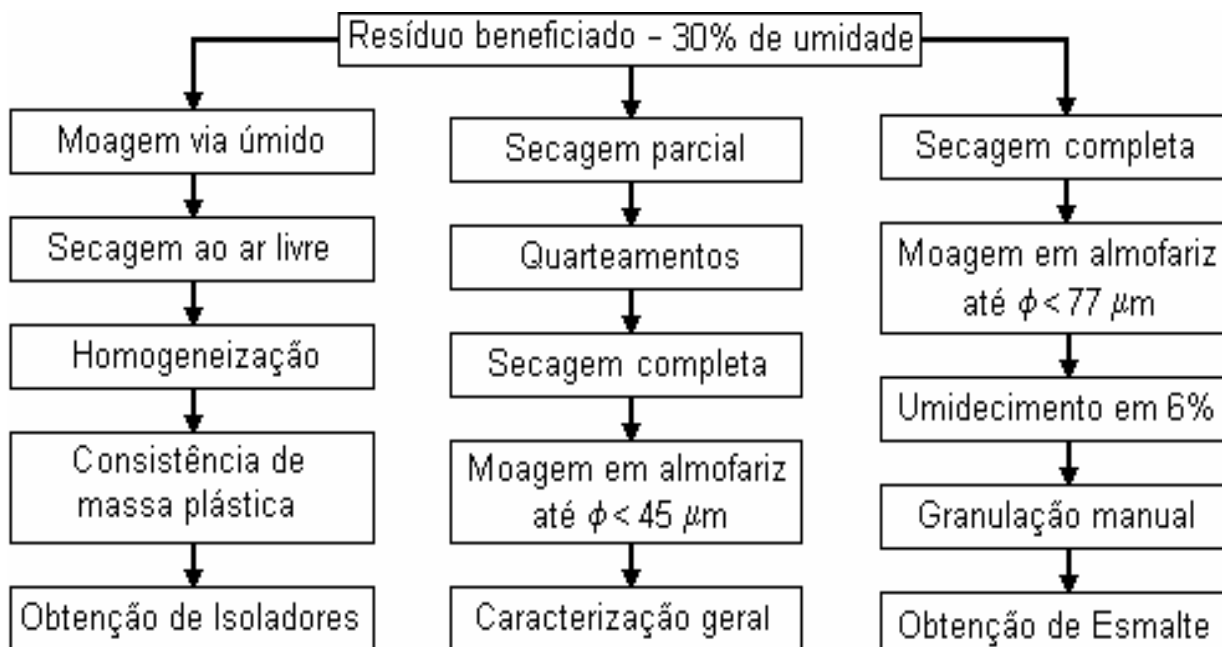 Resíduo beneficiado – 30% de umidade
Moagem via úmido
Secagem ao ar livre
Homogeneização
Consistência de
massa plástica
Obtenção de Isoladores
Secagem parcial
Quarteamentos
Secagem completa
Moagem em almofariz
até ϕ < 45 μm
Caracterização geral
Secagem completa
Moagem em almofariz
até ϕ < 77 μm
Umidecimento em 6%
Granulação manual
Obtenção de Esmalte